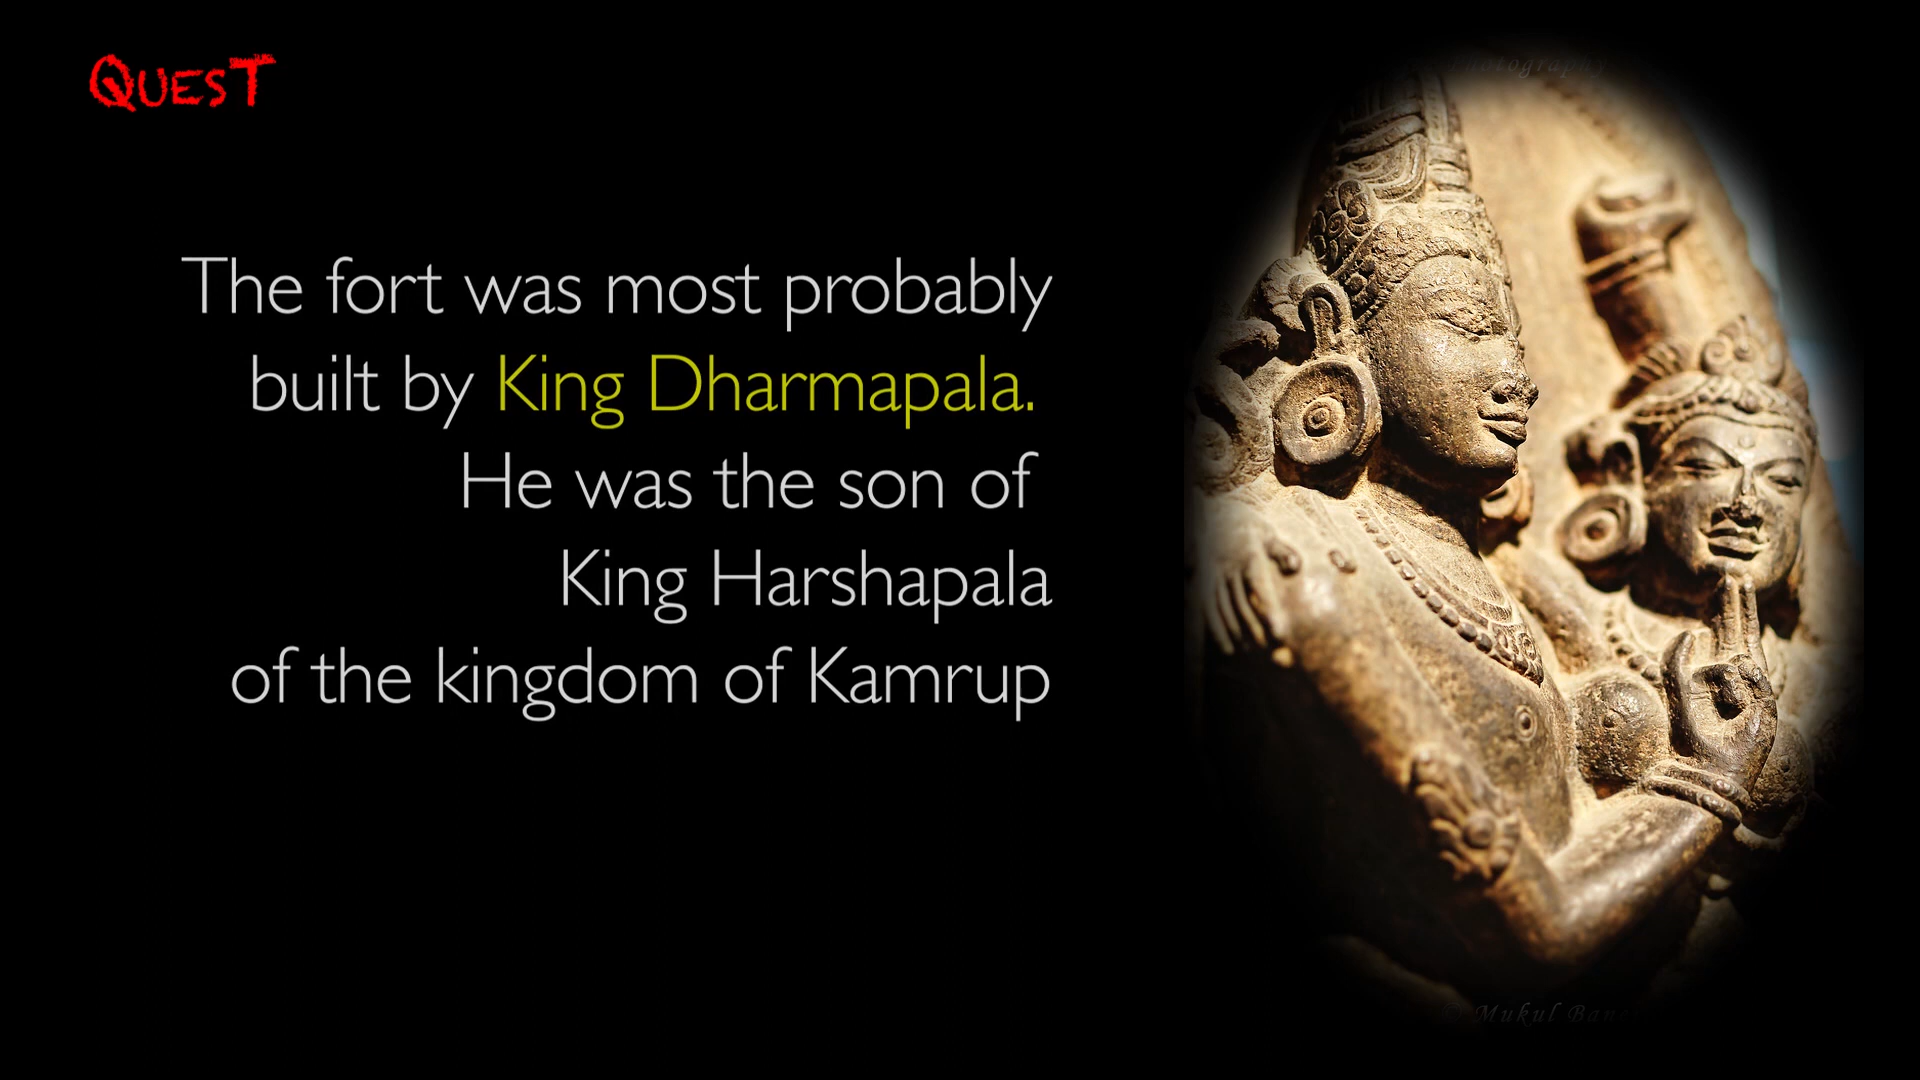 QUEST
The fort was most probably
built by King Dharmapala.
He was the son of
King Harshapala
of the kingdom of Kamrup
© Mukul